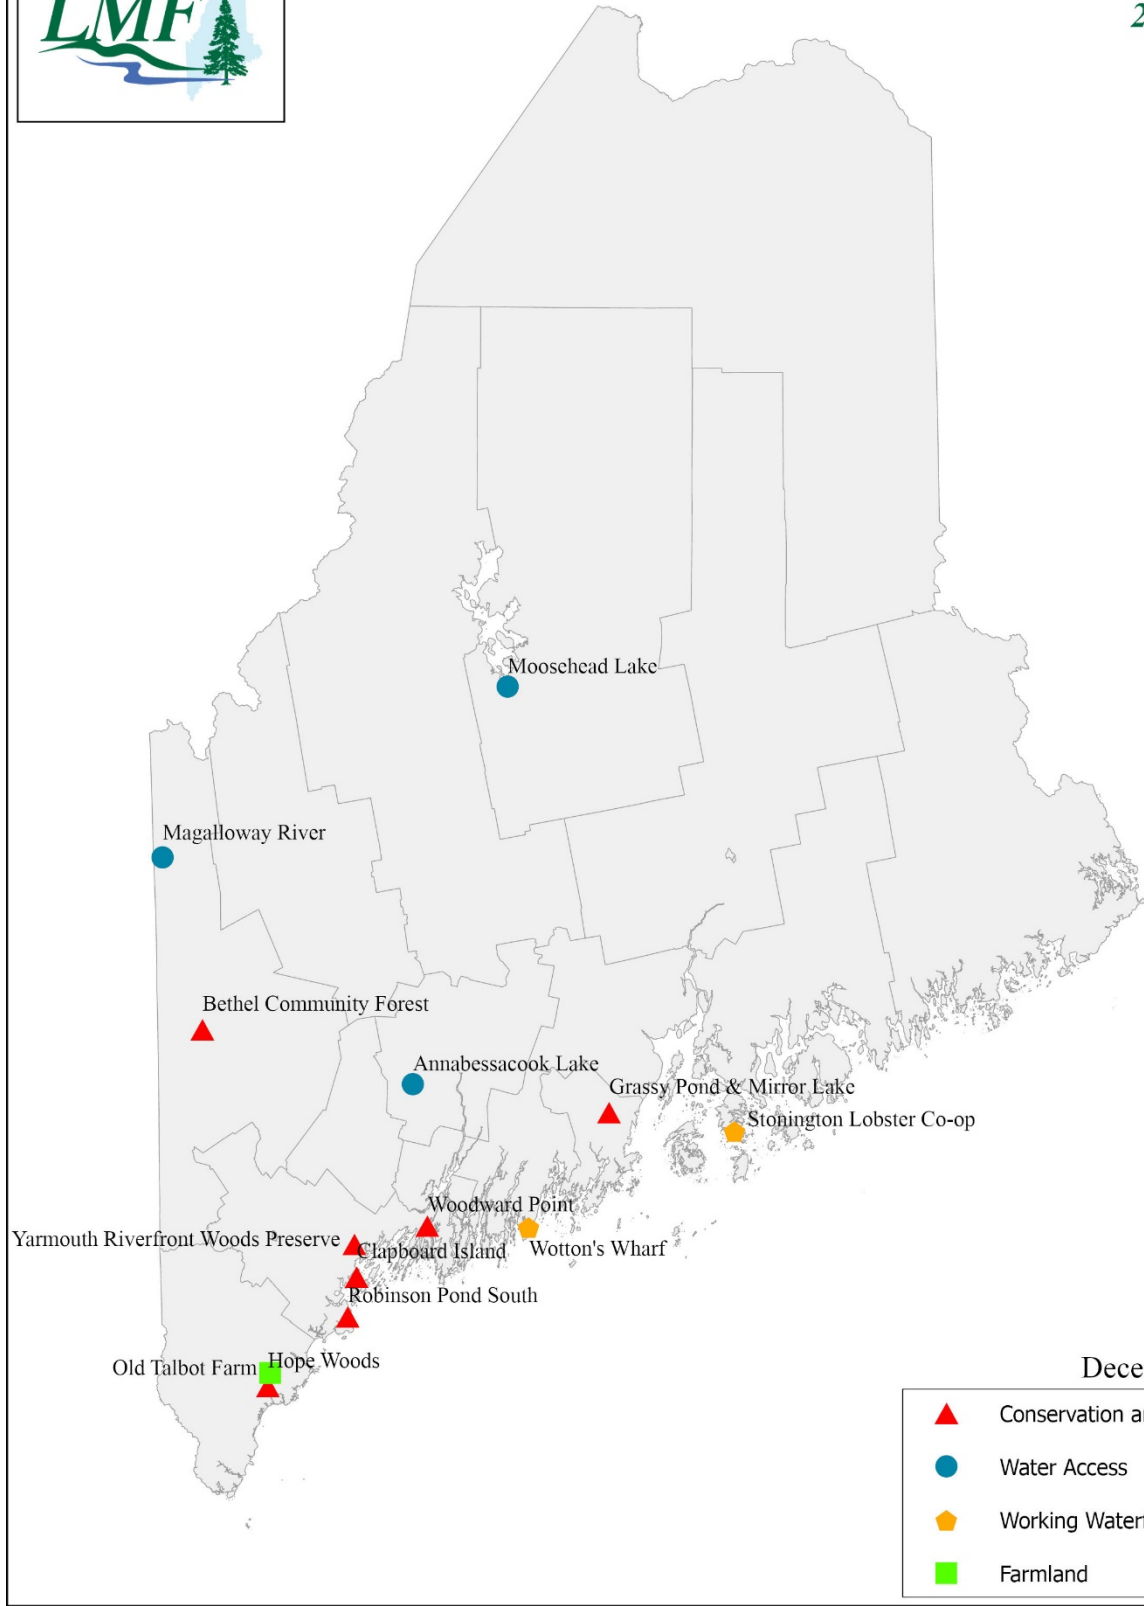 LMF
2
Moosehead Lake
Magalloway River
Bethel Community Forest
Annabessacook Lake
Grassy Pond & Mirror Lake
Stonington Lobster Co-op
Woodward Point
Yarmouth Riverfront Woods Preserve
Clapboard Island
Wotton's Wharf
Robinson Pond South
Old Talbot Farm
Hope Woods
Dece
Conservation a
Water Access
Working Water
Farmland